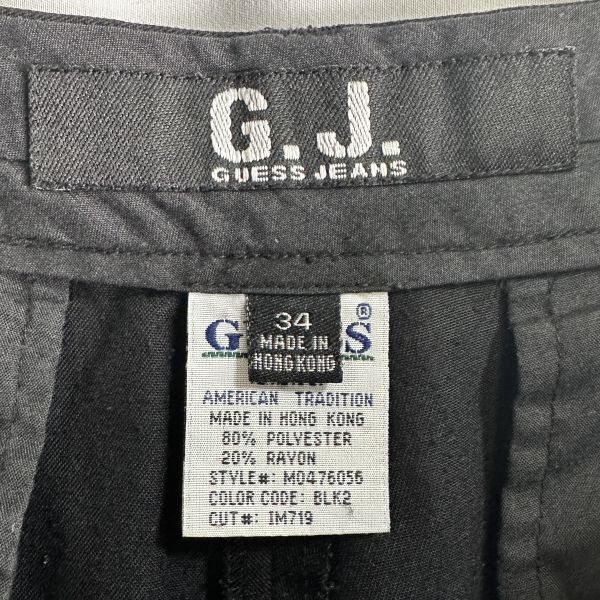 G.J.
GUESS JEANS
34
MADE IN
HONG KONG
®
AMERICAN TRADITION
MADE IN HONG KONG
80% POLYESTER
20% RAYON
STYLE#: M0476056
COLOR CODE: BLK2
CUT#: IM719